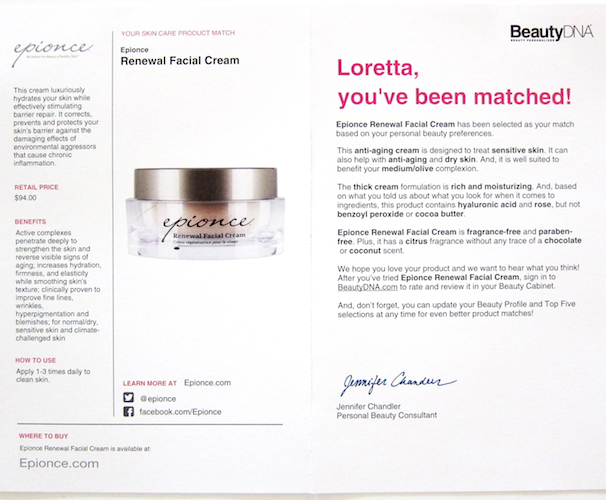 epionce
YOUR SKIN CARE PRODUCT MATCH
Epionce
Renewal Facial Cream
This cream luxuriously
hydrates your skin while
effectively stimulating
barrier repair. It corrects,
prevents and protects your
skin's barrier against the
damaging effects of
environmental aggressors
that cause chronic
inflammation.
RETAIL PRICE
$94.00
BENEFITS
Active complexes
penetrate deeply to
strengthen the skin and
reverse visible signs of
aging; increases hydration,
firmness, and elasticity
while smoothing skin's
texture; clinically proven to
improve fine lines,
wrinkles,
hyperpigmentation and
blemishes; for normal/dry,
sensitive skin and climate-
challenged skin
HOW TO USE
Apply 1-3 times daily to
clean skin.
epionce
Renewal Facial Cream
Crème régénératrice pour le visage
LEARN MORE AT Epionce.com
@epionce
facebook.com/Epionce
WHERE TO BUY
Epionce Renewal Facial Cream is available at:
Epionce.com
BeautyDNA
BEAUTY PERSONALIZED
Loretta,
you've been matched!
Epionce Renewal Facial Cream has been selected as your match
based on your personal beauty preferences.
This anti-aging cream is designed to treat sensitive skin. It can
also help with anti-aging and dry skin. And, it is well suited to
benefit your medium/olive complexion.
The thick cream formulation is rich and moisturizing. And, based
on what you told us about what you look for when it comes to
ingredients, this product contains hyaluronic acid and rose, but not
benzoyl peroxide or cocoa butter.
Epionce Renewal Facial Cream is fragrance-free and paraben-
free. Plus, it has a citrus fragrance without any trace of a chocolate
or coconut scent.
We hope you love your product and we want to hear what you think!
After you've tried Epionce Renewal Facial Cream, sign in to
BeautyDNA.com to rate and review it in your Beauty Cabinet.
And, don't forget, you can update your Beauty Profile and Top Five
selections at any time for even better product matches!
Jennifer Chandler
Jennifer Chandler
Personal Beauty Consultant